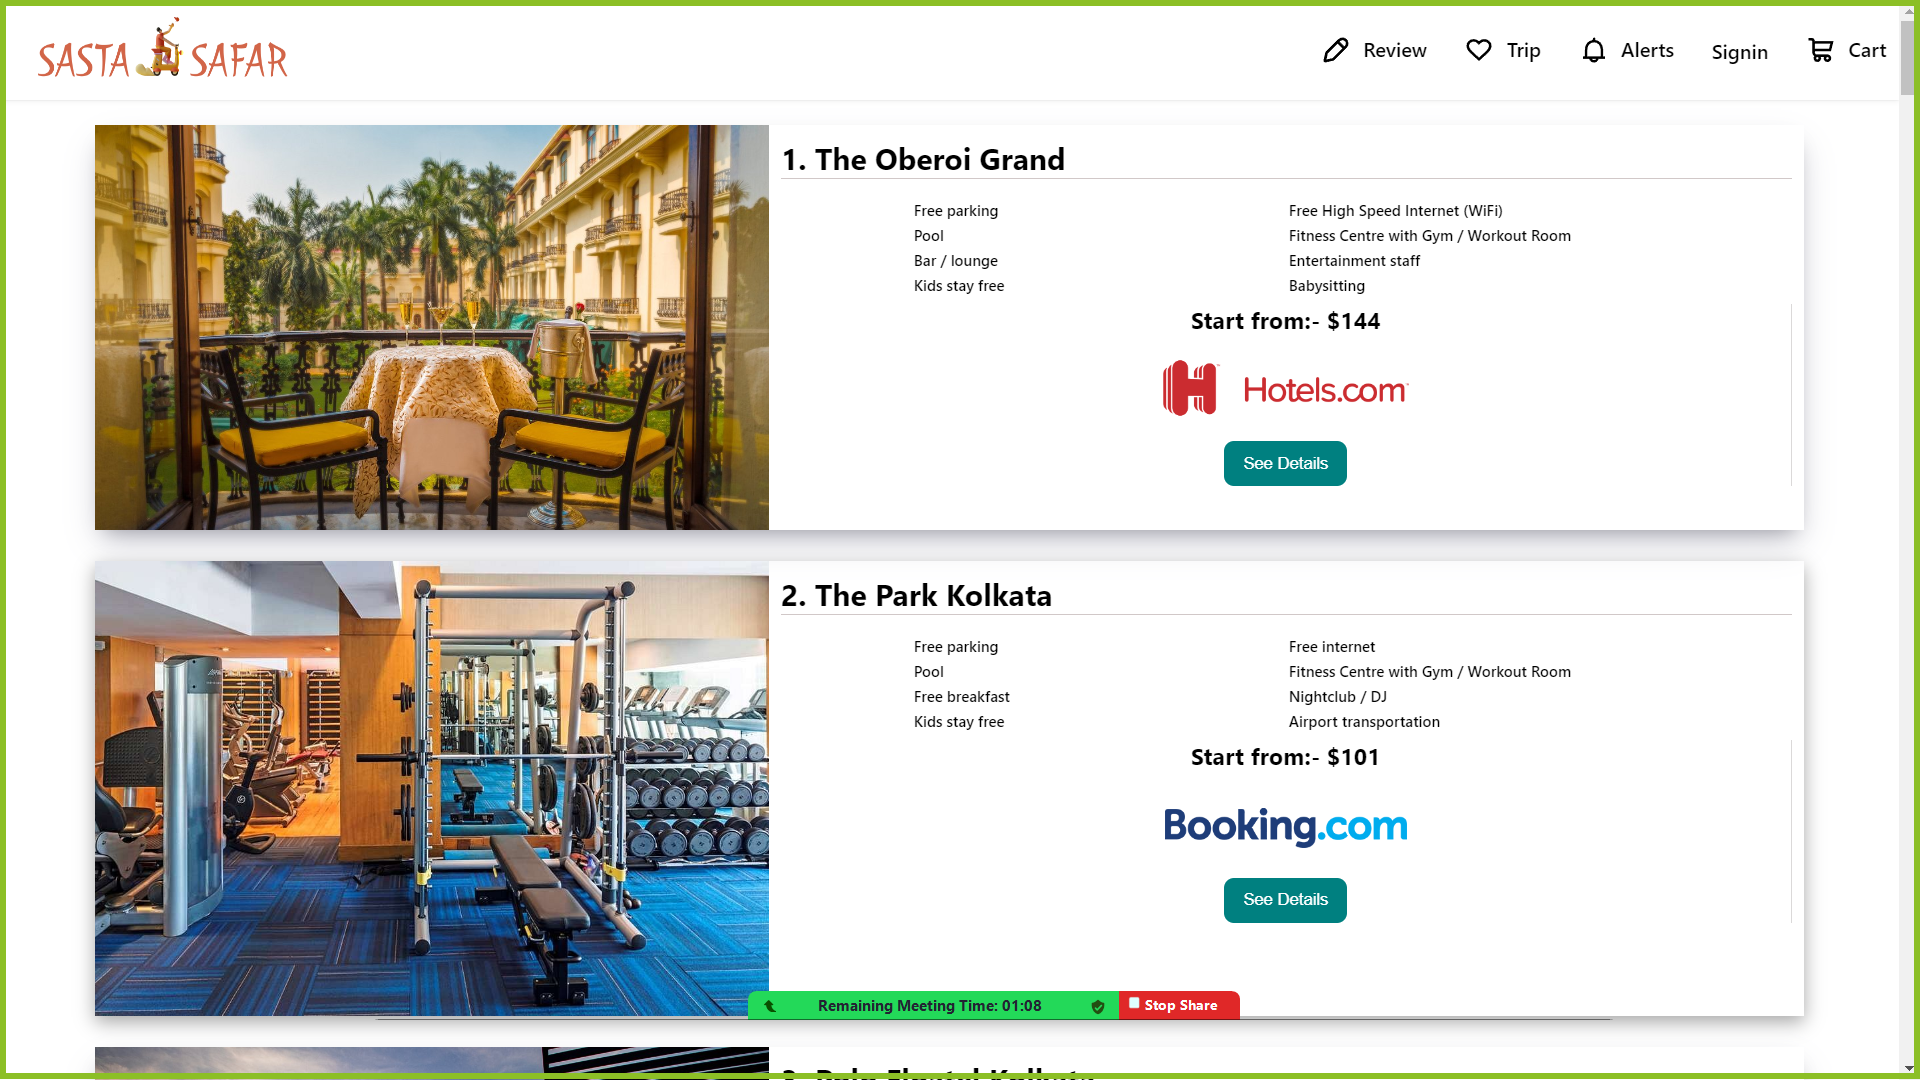 SASTA SAFAR
Review
Trip
Alerts
Signin
Cart
1. The Oberoi Grand
Free parking
Free High Speed Internet (WiFi)
Pool
Fitness Centre with Gym / Workout Room
Bar / lounge
Entertainment staff
Kids stay free
Babysitting
Start from:- $144
Hotels.com
See Details
2. The Park Kolkata
Free parking
Free internet
Pool
Fitness Centre with Gym / Workout Room
Free breakfast
Nightclub / DJ
Kids stay free
Airport transportation
Start from:- $101
Booking.com
See Details
Remaining Meeting Time: 01:08
Stop Share